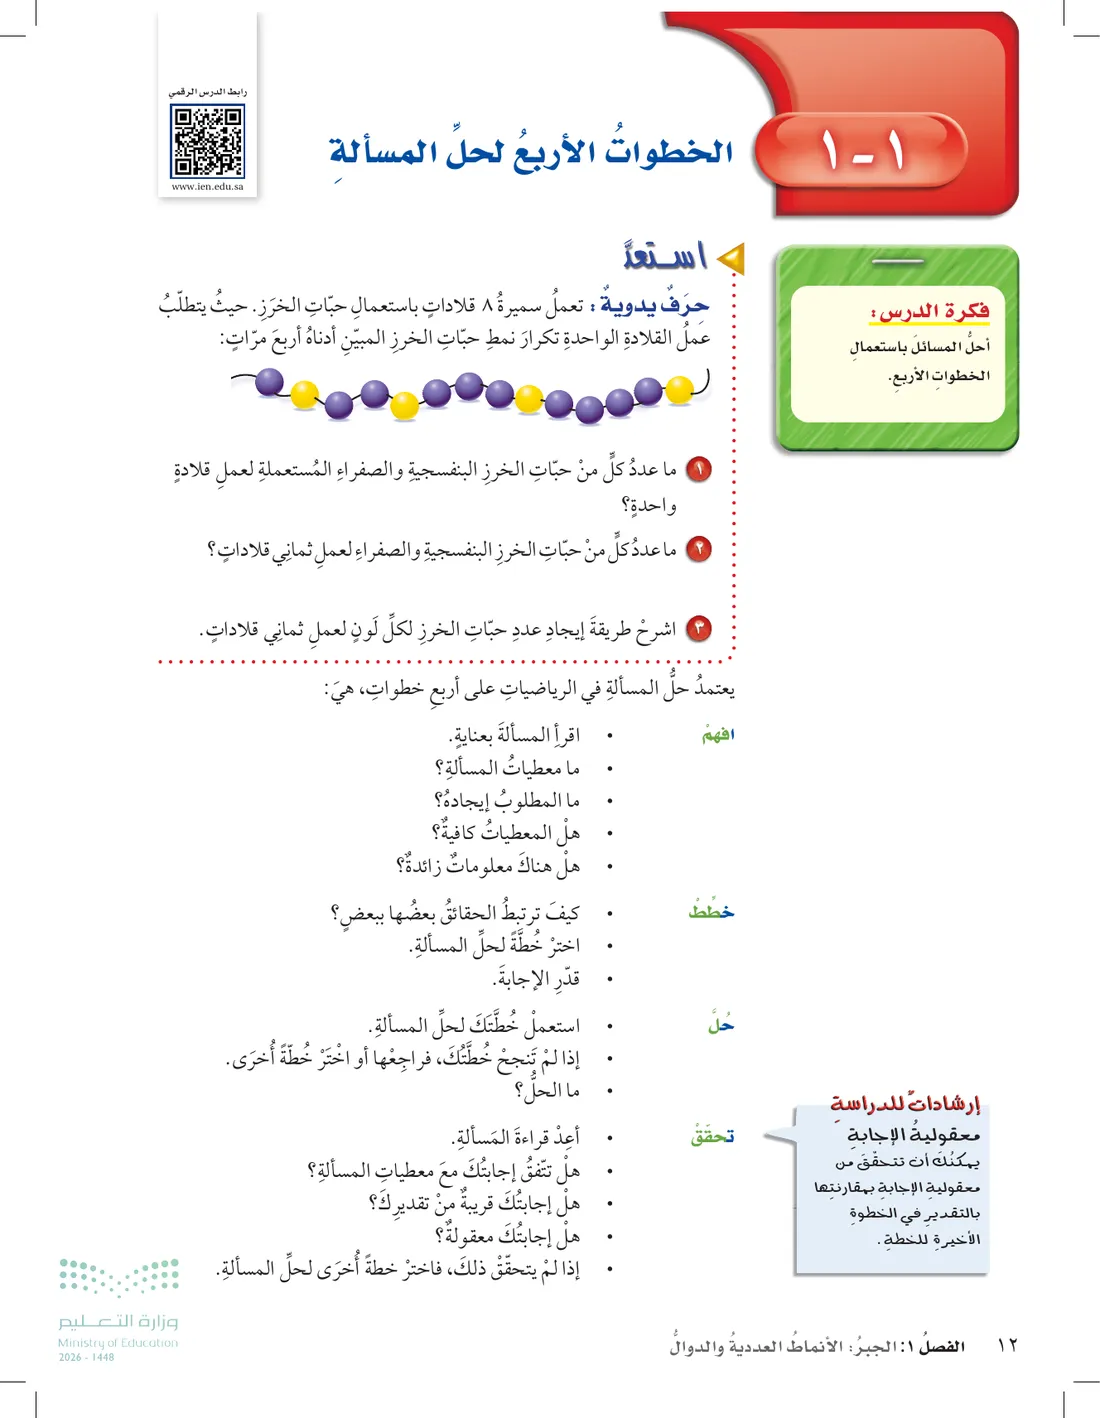 رابط الدرس الرقمي
www.ien.edu.sa
١-١
الخطواتُ الأربعُ لحلِّ المسألةِ
فكرة الدرس:
أحلُّ المسائلَ باستعمالِ
الخطواتِ الأربعِ.
استعدَّ
حِرَفٌ يدويةٌ: تعملُ سميرةُ ٨ قلاداتٍ باستعمالِ حبّاتِ الخرَزِ. حيثُ يتطلّبُ
عَملُ القلادةِ الواحدةِ تكرارَ نمطِ حبّاتِ الخرزِ المبيّنِ أدناهُ أربعَ مرّاتٍ:
١ ما عددُ كلٍّ منْ حبّاتِ الخرزِ البنفسجيةِ والصفراءِ المُستعملةِ لعملِ قلادةٍ
واحدةٍ؟
٢ ما عددُ كلٍّ منْ حبّاتِ الخرزِ البنفسجيةِ والصفراءِ لعملِ ثمانِي قلاداتٍ؟
٣ اشرحْ طريقةَ إيجادِ عددِ حبّاتِ الخرزِ لكلِّ لَونٍ لعملِ ثمانِي قلاداتٍ.
يعتمدُ حلُّ المسألةِ في الرياضياتِ على أربعِ خطواتٍ، هيَ:
افهمْ • اقرأِ المسألةَ بعنايةٍ.
• ما معطياتُ المسألةِ؟
• ما المطلوبُ إيجادهُ؟
• هلْ المعطياتُ كافيةٌ؟
• هلْ هناكَ معلوماتٌ زائدةٌ؟
خطِّطْ • كيفَ ترتبطُ الحقائقُ بعضُها ببعضٍ؟
• اخترْ خُطَّةً لحلِّ المسألةِ.
• قدّرِ الإجابةَ.
حُلَّ • استعملْ خُطَّتَكَ لحلِّ المسألةِ.
• إذا لمْ تَنجحْ خُطَّتُكَ، فراجِعْها أو اخْتَرْ خُطّةً أُخرَى.
• ما الحلُّ؟
تحقَقْ • أعِدْ قراءةَ المَسألةِ.
• هلْ تتّفقُ إجابتُكَ معَ معطياتِ المسألةِ؟
• هلْ إجابتُكَ قريبةٌ منْ تقديرِكَ؟
• هلْ إجابتُكَ معقولةٌ؟
• إذا لمْ يتحقّقْ ذلكَ، فاخترْ خطةً أُخرَى لحلِّ المسألةِ.
إرشاداتٌ للدراسةِ
معقوليةُ الإجابةِ
يمكنُكَ أن تتحقّقَ من
معقوليةِ الإجابةِ بمقارنتِها
بالتقديرِ في الخطوةِ
الأخيرةِ للخطةِ.
وزارة التعـــليم
Ministry of Education
2026 - 1448
١٢ الفصلُ ١: الجبرُ: الأنماطُ العدديةُ والدوالُّ